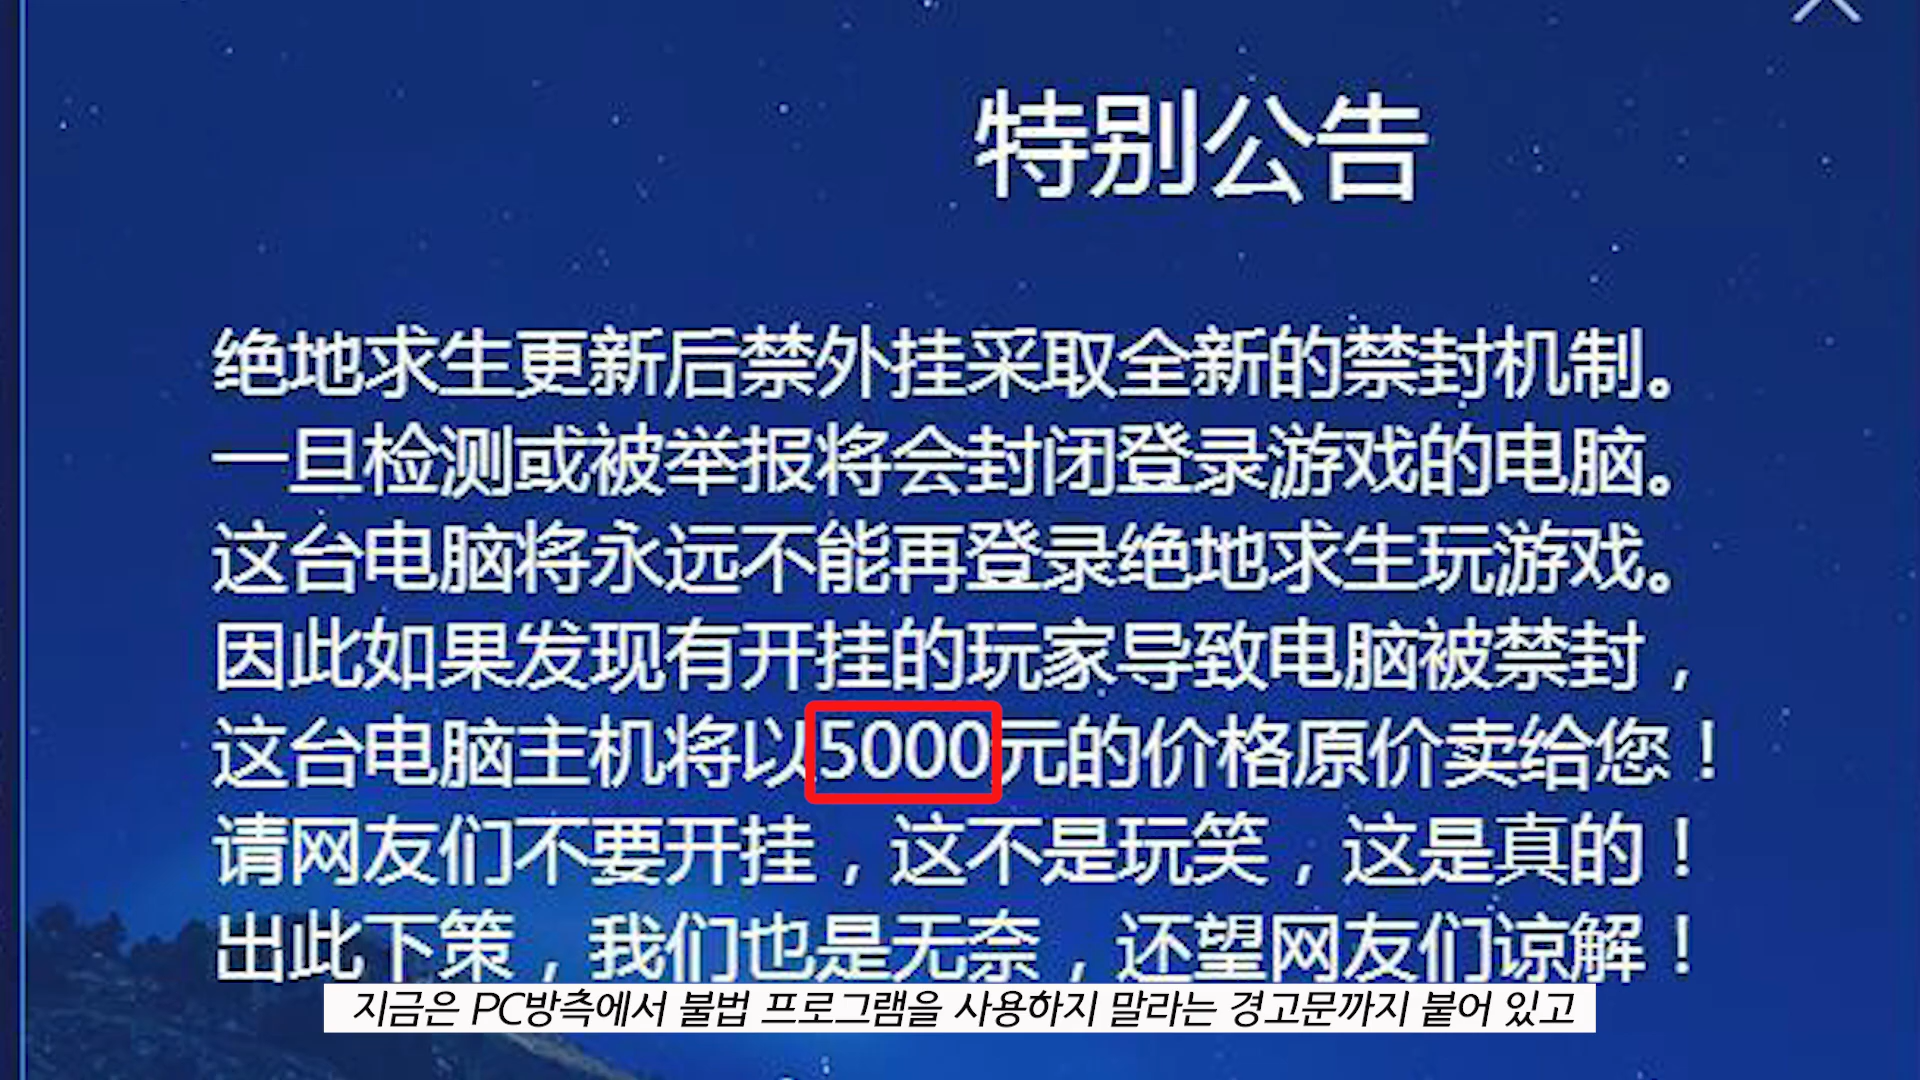 特别公告
绝地求生更新后禁外挂采取全新的禁封机制。
一旦检测或被举报将会封闭登录游戏的电脑。
这台电脑将永远不能再登录绝地求生玩游戏。
因此如果发现有开挂的玩家导致电脑被禁封，
这台电脑主机将以5000元的价格原价卖给您！
请网友们不要开挂，这不是玩笑，这是真的！
出此下策，我们也是无奈，还望网友们谅解！
지금은 PC방측에서 불법 프로그램을 사용하지 말라는 경고문까지 붙어 있고